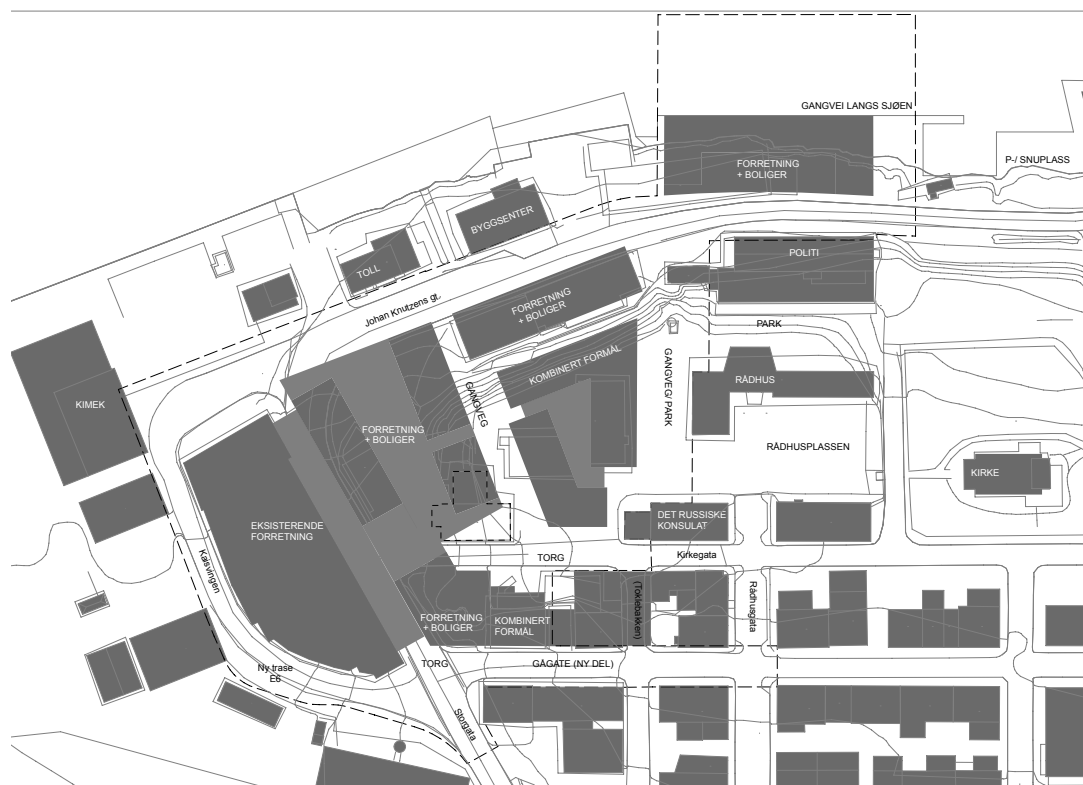 GANGVEI LANGS SJØEN
P-/ SNUPLASS
FORRETNING
+ BOLIGER
BYGGSENTER
TOLL
POLITI
Johan Knutzens gt.
FORRETNING
+ BOLIGER
PARK
KOMBINERT FORMÅL
GANGVEG/ PARK
RÅDHUS
KIMEK
GANGVEG
FORRETNING
+ BOLIGER
RÅDHUSPLASSEN
KIRKE
EKSISTERENDE
FORRETNING
DET RUSSISKE
KONSULAT
TORG
Kirkegata
Kalsvingen
(Toklebakken)
Rådhusgata
FORRETNING
+ BOLIGER
KOMBINERT
FORMÅL
TORG
GÅGATE (NY DEL)
Ny trase
E6
Storgata